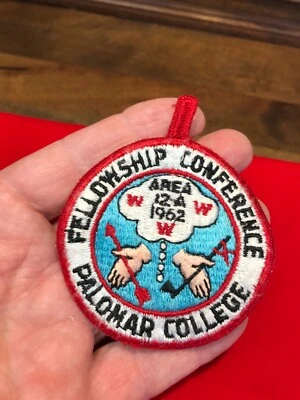 FELLOWSHIP CONFERENCE
AREA
12-A
1962
W W
W
PALOMAR COLLEGE